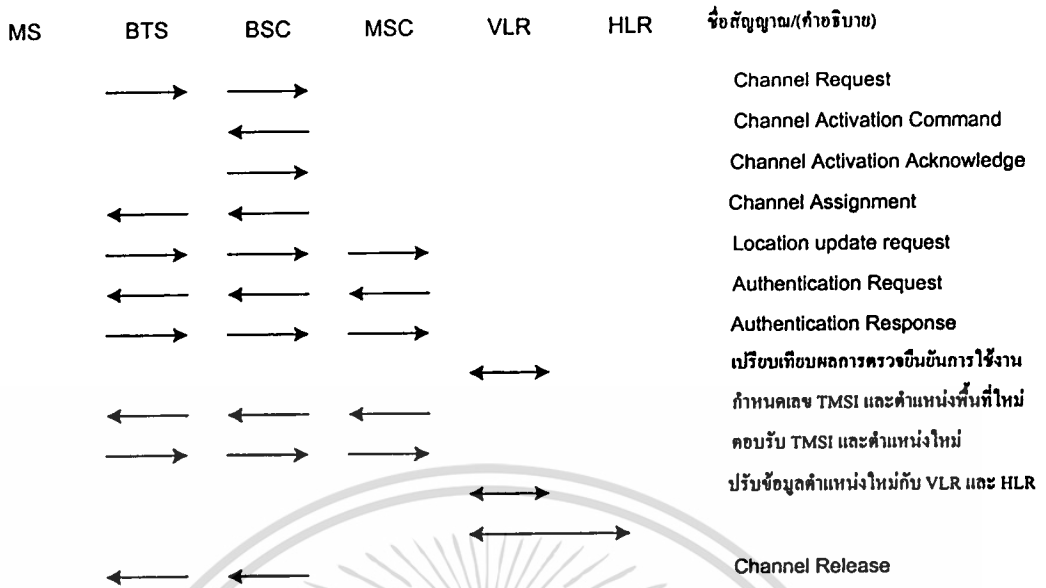 MS BTS BSC MSC VLR HLR ชื่อสัญญาณ/(คำอธิบาย)
Channel Request
Channel Activation Command
Channel Activation Acknowledge
Channel Assignment
Location update request
Authentication Request
Authentication Response
เปรียบเทียบผลการตรวจยืนยันการใช้งาน
กำหนดเลข TMSI และตำแหน่งพื้นที่ใหม่
ตอบรับ TMSI และตำแหน่งใหม่
ปรับข้อมูลตำแหน่งใหม่กับ VLR และ HLR
Channel Release